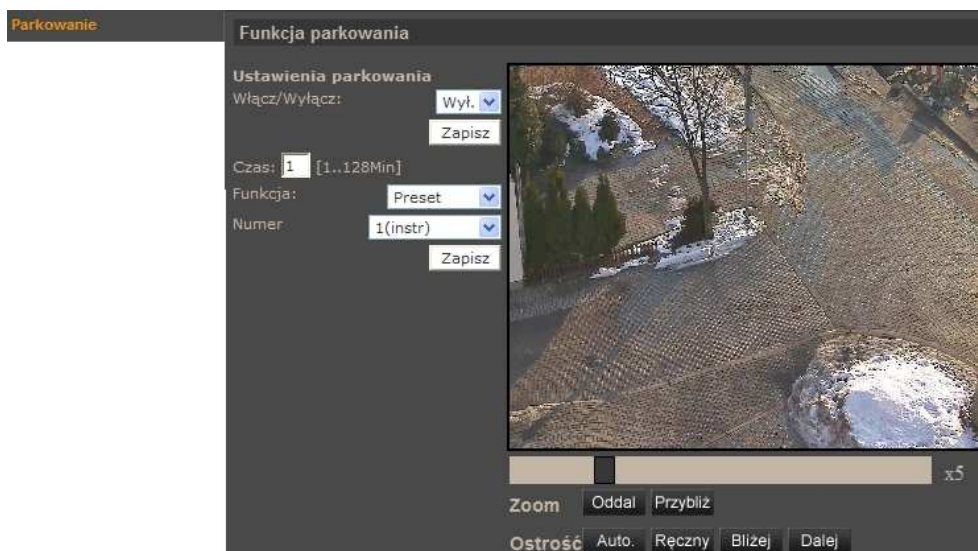 Parkowanie
Funkcja parkowania
Ustawienia parkowania
Włącz/Wyłącz: Wył.
Zapisz
Czas: 1 [1..128Min]
Funkcja: Preset
Numer 1(instr)
Zapisz
x5
Zoom Oddal Przybliż
Ostrość Auto. Ręczny Bliżej Dalej